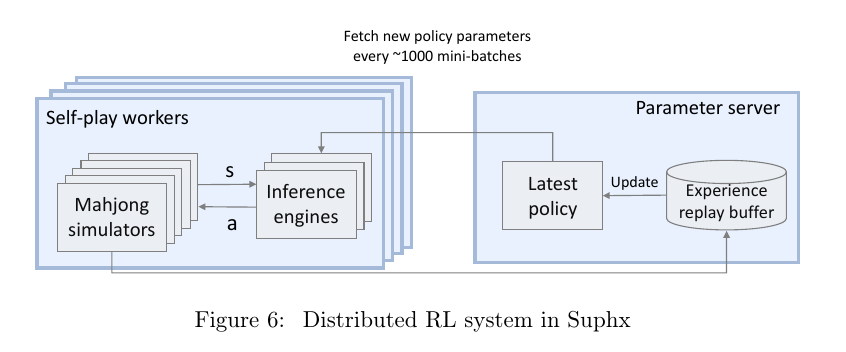 Fetch new policy parameters
every ~1000 mini-batches
Self-play workers
Parameter server
Mahjong
simulators
s
a
Inference
engines
Latest
policy
Update
Experience
replay buffer
Figure 6: Distributed RL system in Suphx